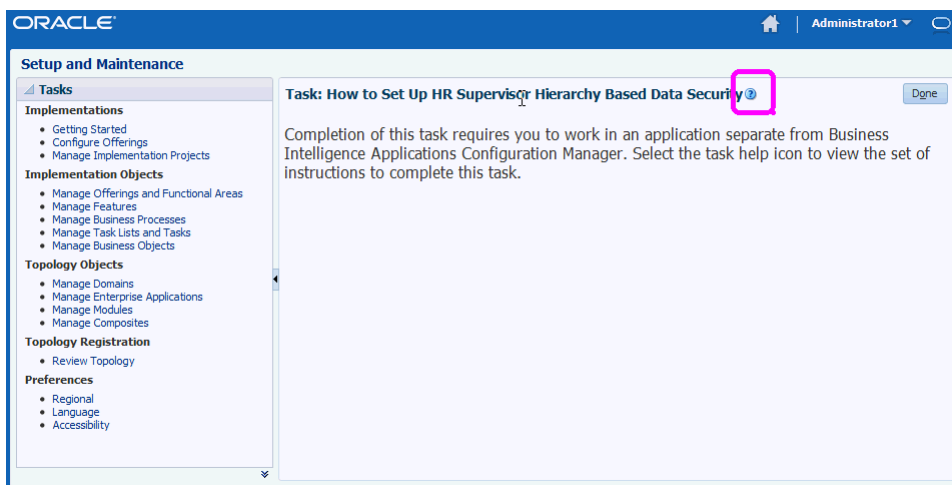 ORACLE
Administrator1
Setup and Maintenance
Tasks
Implementations
Getting Started
Configure Offerings
Manage Implementation Projects
Implementation Objects
Manage Offerings and Functional Areas
Manage Features
Manage Business Processes
Manage Task Lists and Tasks
Manage Business Objects
Topology Objects
Manage Domains
Manage Enterprise Applications
Manage Modules
Manage Composites
Topology Registration
Review Topology
Preferences
Regional
Language
Accessibility
Task: How to Set Up HR Supervisor Hierarchy Based Data Security ?
Done
Completion of this task requires you to work in an application separate from Business
Intelligence Applications Configuration Manager. Select the task help icon to view the set of
instructions to complete this task.